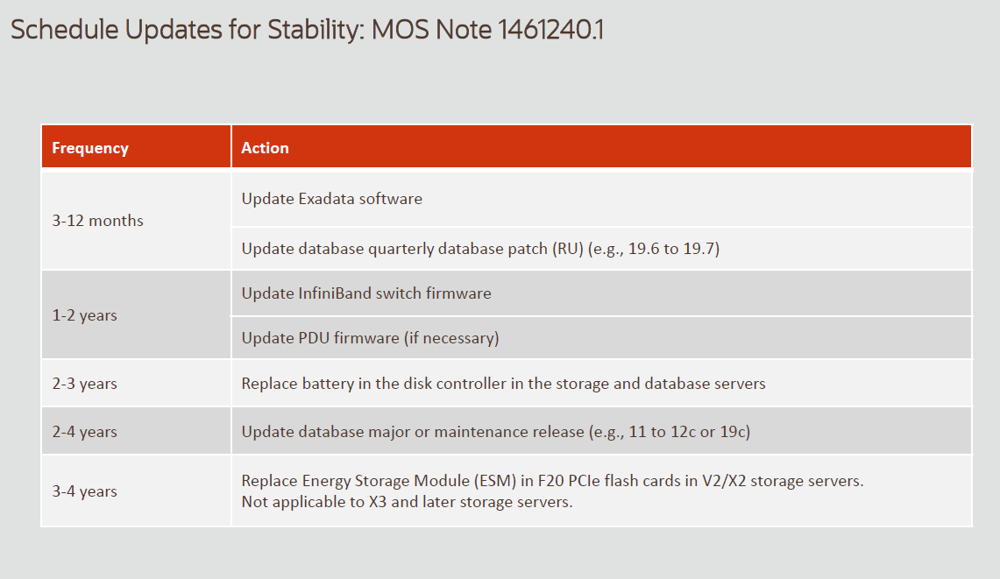 Schedule Updates for Stability: MOS Note 1461240.1
Frequency
Action
3-12 months
Update Exadata software
Update database quarterly database patch (RU) (e.g., 19.6 to 19.7)
1-2 years
Update InfiniBand switch firmware
Update PDU firmware (if necessary)
2-3 years
Replace battery in the disk controller in the storage and database servers
2-4 years
Update database major or maintenance release (e.g., 11 to 12c or 19c)
3-4 years
Replace Energy Storage Module (ESM) in F20 PCIe flash cards in V2/X2 storage servers.
Not applicable to X3 and later storage servers.